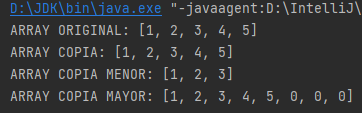 D:\JDK\bin\java.exe "-javaagent:D:\IntelliJ\
ARRAY ORIGINAL: [1, 2, 3, 4, 5]
ARRAY COPIA: [1, 2, 3, 4, 5]
ARRAY COPIA MENOR: [1, 2, 3]
ARRAY COPIA MAYOR: [1, 2, 3, 4, 5, 0, 0, 0]